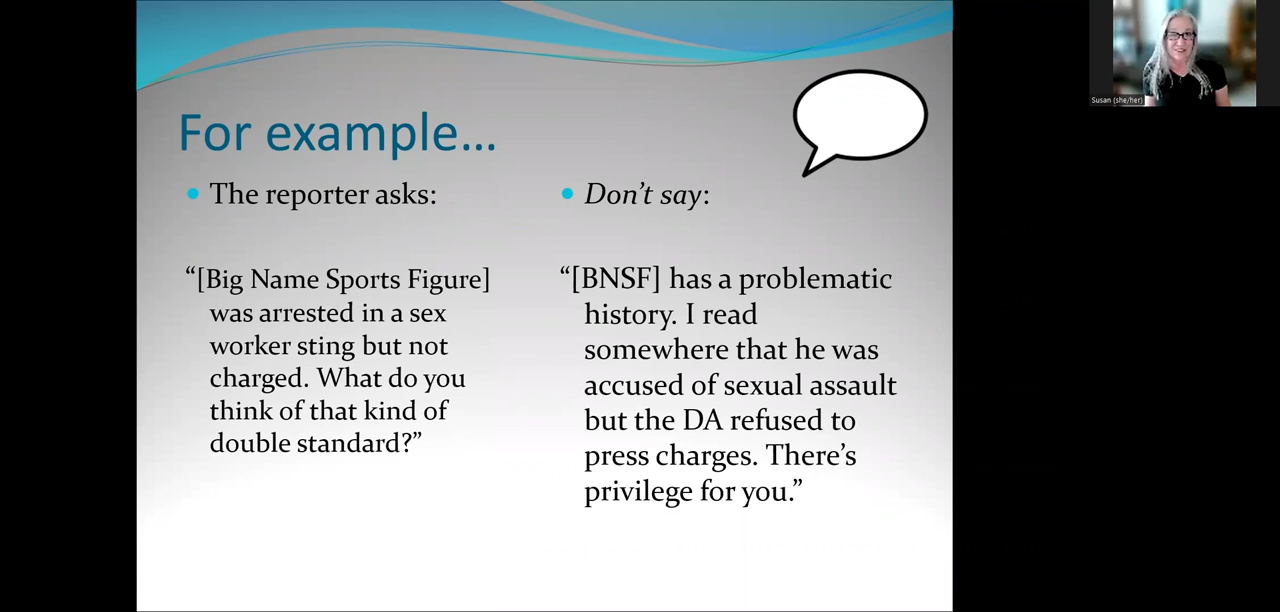 For example…
The reporter asks:
“[Big Name Sports Figure]
was arrested in a sex
worker sting but not
charged. What do you
think of that kind of
double standard?”
Don’t say:
“[BNSF] has a problematic
history. I read
somewhere that he was
accused of sexual assault
but the DA refused to
press charges. There’s
privilege for you.”
Susan (she/her)